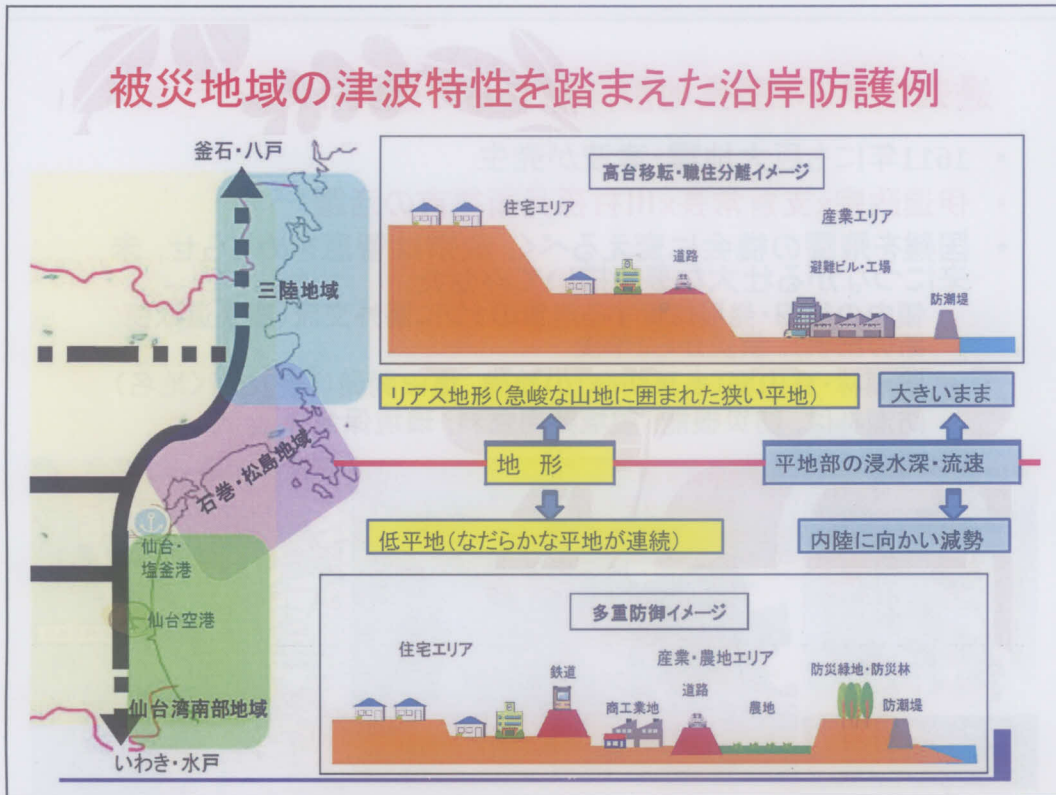 被災地域の津波特性を踏まえた沿岸防護例
釜石・八戸
三陸地域
石巻・松島地域
仙台・
塩釜港
仙台空港
仙台湾南部地域
いわき・水戸
高台移転・職住分離イメージ
住宅エリア
産業エリア
道路
避難ビル・工場
防潮堤
リアス地形(急峻な山地に囲まれた狭い平地)
大きいまま
地形
平地部の浸水深・流速
低平地(なだらかな平地が連続)
内陸に向かい減勢
多重防御イメージ
住宅エリア
産業・農地エリア
防災緑地・防災林
鉄道
道路
商工業地
農地
防潮堤